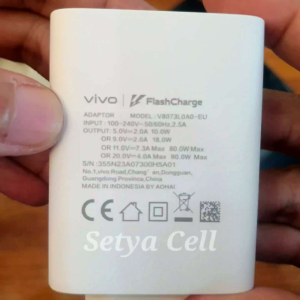 vivo FlashCharge
ADAPTOR MODEL: V8073L0A0-EU
INPUT: 100-240V~50/60Hz,2.5A
OUTPUT: 5.0V⎓2.0A 10.0W
OR 9.0V⎓2.0A 18.0W
OR 11.0V⎓7.3A Max 80.0W Max
OR 20.0V⎓4.0A Max 80.0W Max
No.1,vivo Road,Chang' an,Dongguan,
Guangdong Province,China
MADE IN INDONESIA BY AOHAI
CE
Setya Cell